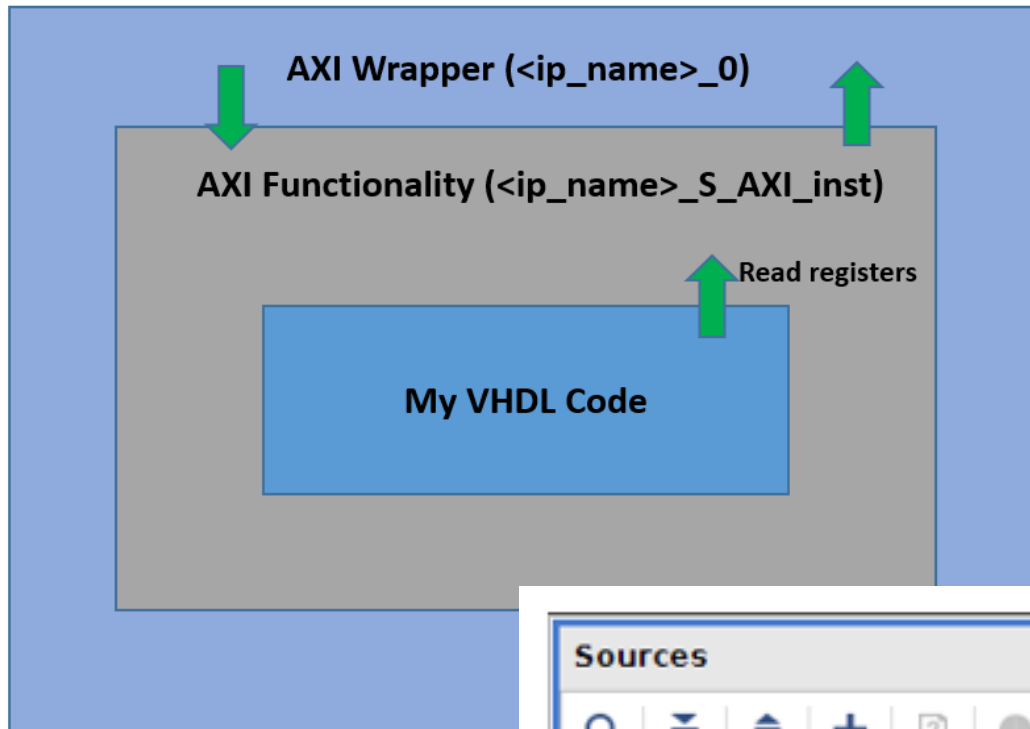 AXI Wrapper (<ip_name>_0)
AXI Functionality (<ip_name>_S_AXI_inst)
Read registers
My VHDL Code
Sources